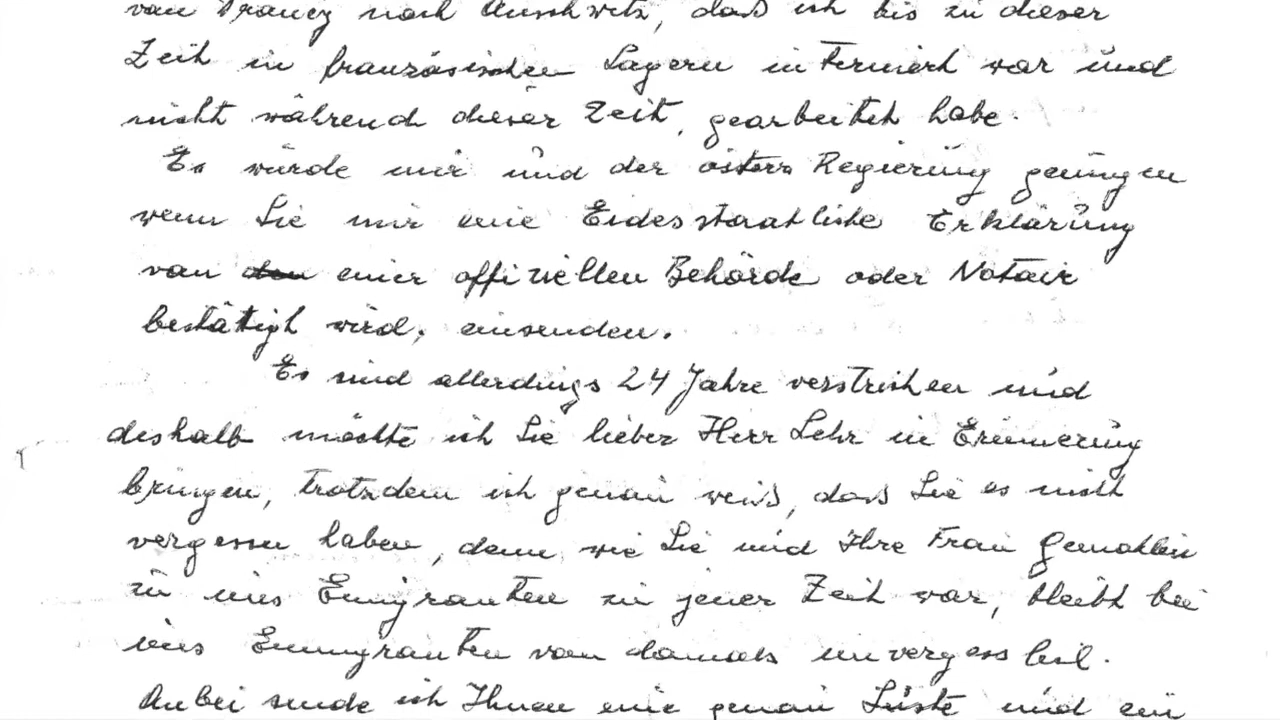 von Drancy nach Auschwitz, daß ich bis zu dieser
Zeit in französischen Lagern interniert war und
nicht während dieser Zeit, gearbeitet habe.
Es würde mir und der österr Regierung genügen
wenn Sie mir eine Eidesstaatliche Erklärung
von einer offiziellen Behörde oder Notair
bestätigt wird, einsenden.
Es sind allerdings 24 Jahre verstrichen und
deshalb möchte ich Sie lieber Herr Lehr in Erinnerung
bringen, trotzdem ich genau weiß, dass Sie es nicht
vergessen haben, denn wie Sie und Ihre Frau Gemahlin
zu uns Emigranten zu jener Zeit war, bleibt bei
uns Emmigranten von damals unvergesslich.
Anbei sende ich Ihnen eine genau Liste und ein